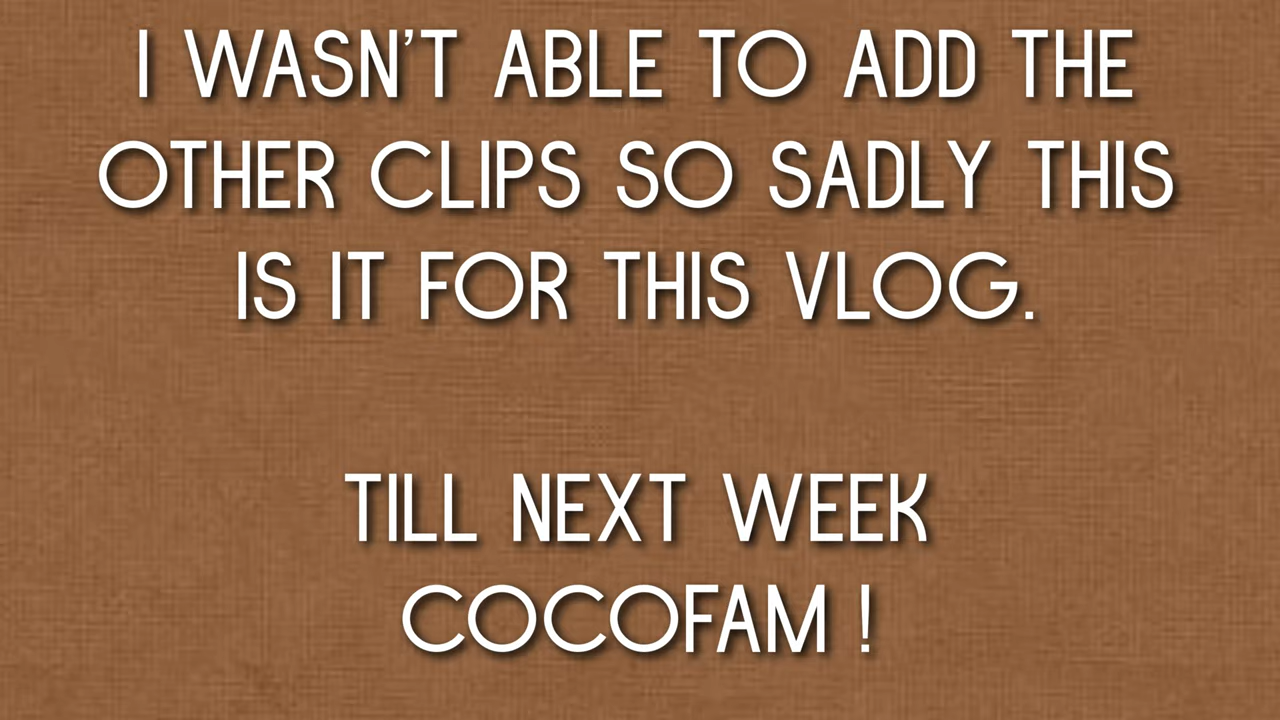 I WASN'T ABLE TO ADD THE
OTHER CLIPS SO SADLY THIS
IS IT FOR THIS VLOG.
TILL NEXT WEEK
COCOFAM !